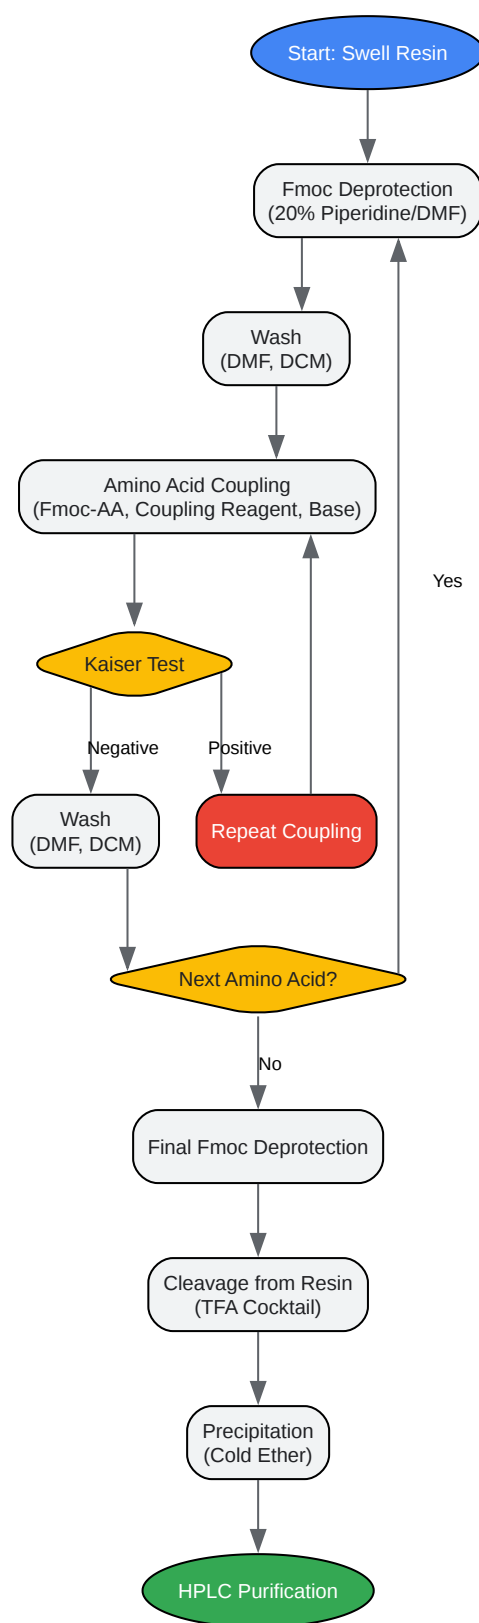 Start: Swell Resin
Fmoc Deprotection
(20% Piperidine/DMF)
Wash
(DMF, DCM)
Amino Acid Coupling
(Fmoc-AA, Coupling Reagent, Base)
Yes
Kaiser Test
Negative
Positive
Wash
(DMF, DCM)
Repeat Coupling
Next Amino Acid?
No
Final Fmoc Deprotection
Cleavage from Resin
(TFA Cocktail)
Precipitation
(Cold Ether)
HPLC Purification